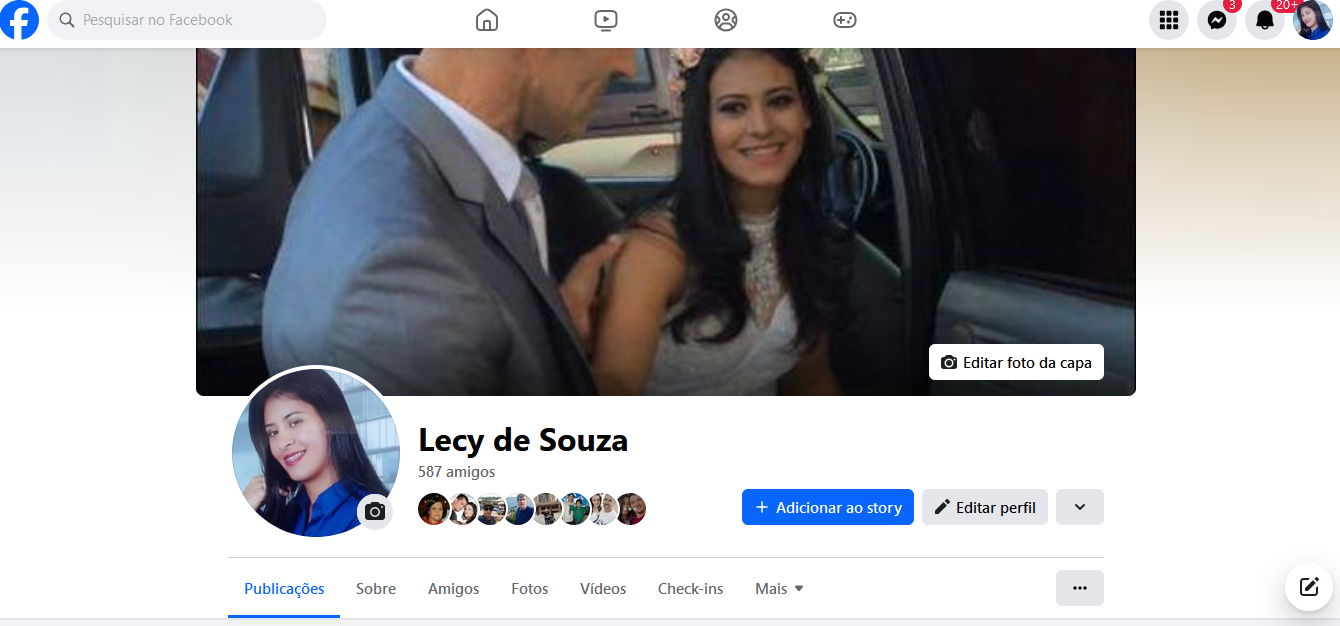 Pesquisar no Facebook
3
20+
Editar foto da capa
Lecy de Souza
587 amigos
+ Adicionar ao story
Editar perfil
Publicações Sobre Amigos Fotos Vídeos Check-ins Mais